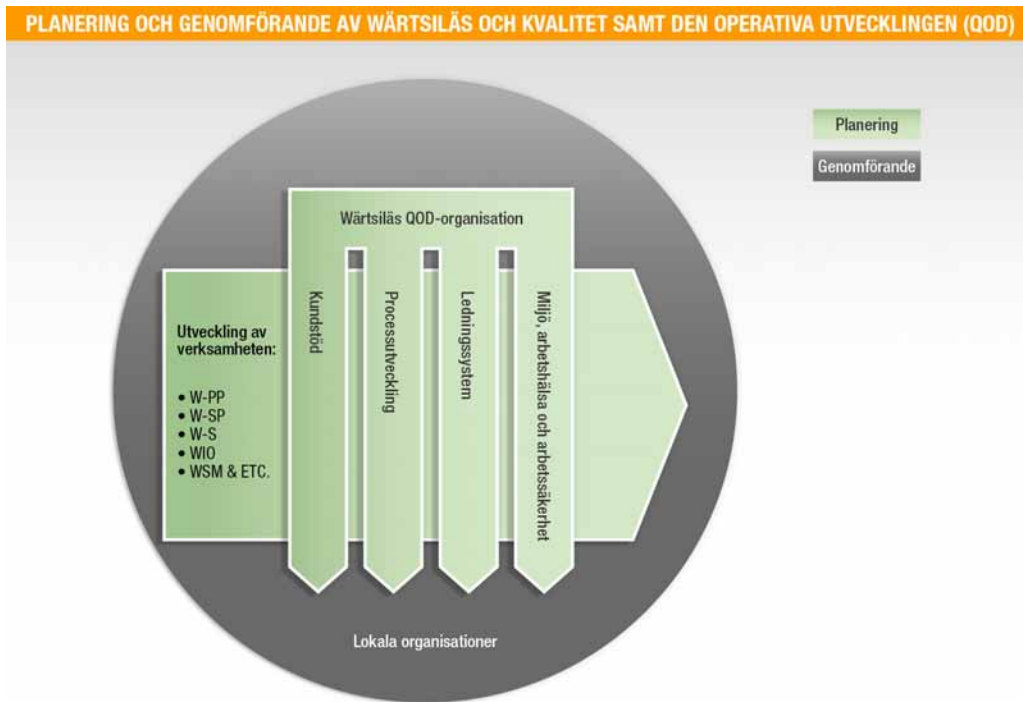 PLANERING OCH GENOMFÖRANDE AV WÄRTSILÄS OCH KVALITET SAMT DEN OPERATIVA UTVECKLINGEN (QOD)
Planering
Genomförande
Wärtsiläs QOD-organisation
Utveckling av
verksamheten:
• W-PP
• W-SP
• W-S
• WIO
• WSM & ETC.
Kundstöd
Processutveckling
Ledningssystem
Miljö, arbetshälsa och arbetssäkerhet
Lokala organisationer